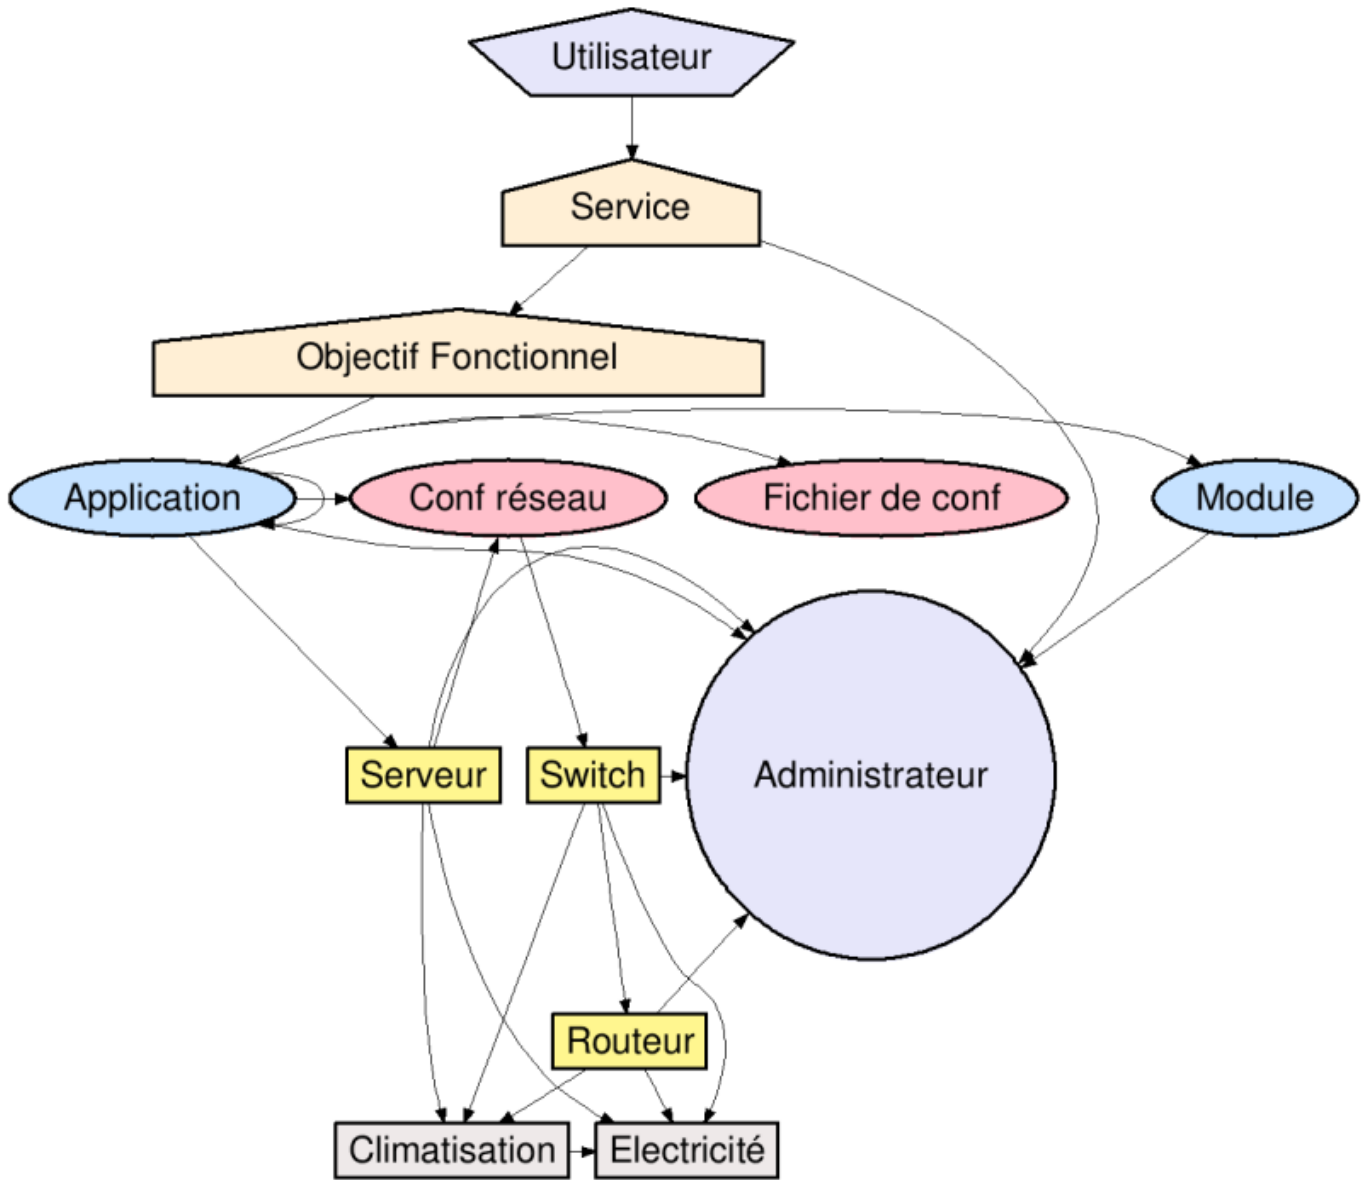 Utilisateur
Service
Objectif Fonctionnel
Application
Conf réseau
Fichier de conf
Module
Serveur
Switch
Administrateur
Routeur
Climatisation
Electricité